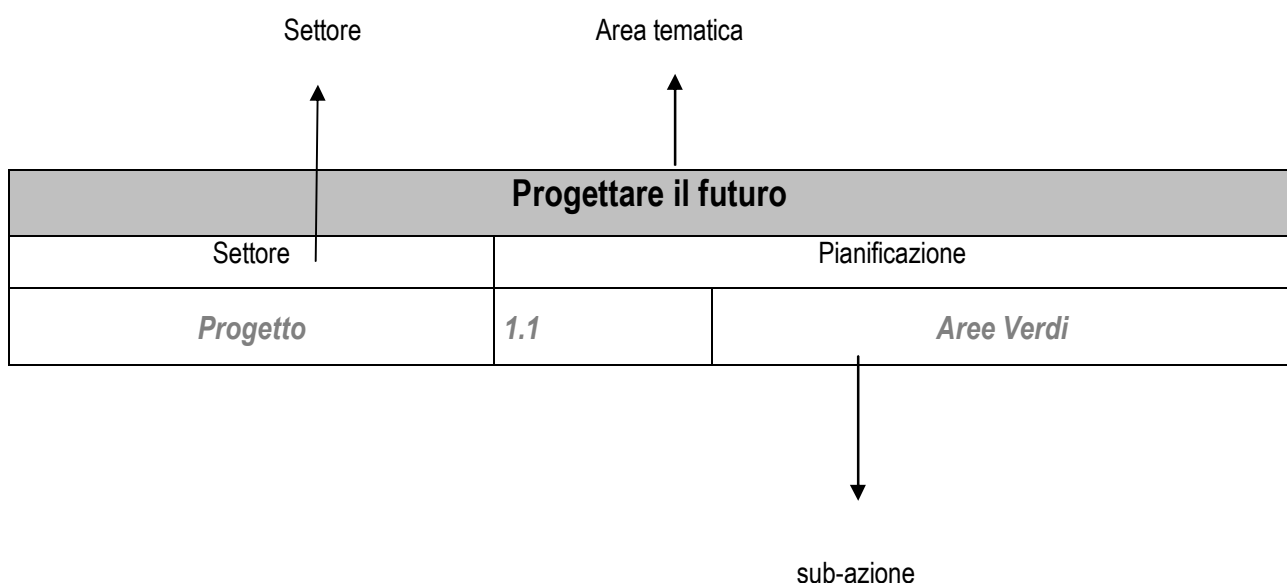 Settore Area tematica
Progettare il futuro
Settore Pianificazione
Progetto 1.1 Aree Verdi
sub-azione